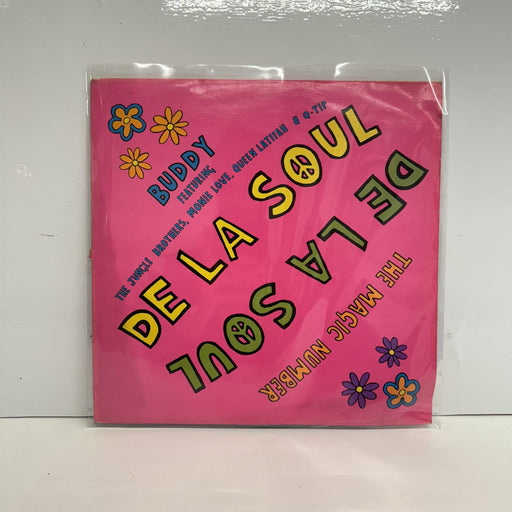 BUDDY
FEATURING
THE JUNGLE BROTHERS, MONIE LOVE, QUEEN LATIFAH & Q-TIP
DE LA SOUL
DE LA SOUL
THE MAGIC NUMBER